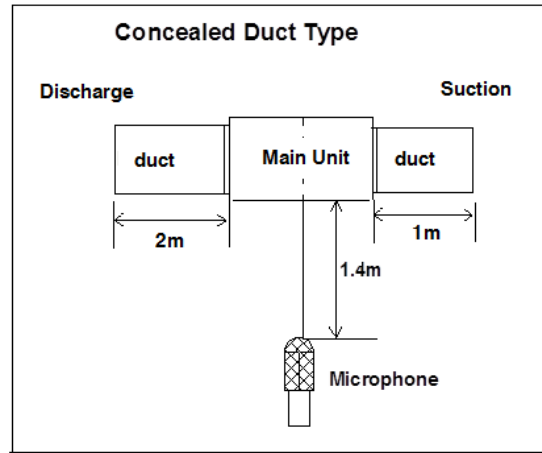 Concealed Duct Type
Discharge
Suction
duct
Main Unit
duct
2m
1m
1.4m
Microphone